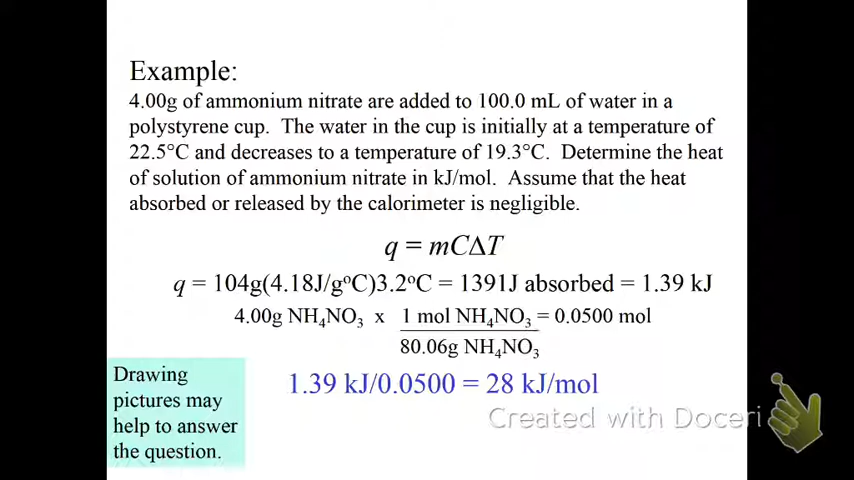 Example:
4.00g of ammonium nitrate are added to 100.0 mL of water in a
polystyrene cup.  The water in the cup is initially at a temperature of
22.5°C and decreases to a temperature of 19.3°C.  Determine the heat
of solution of ammonium nitrate in kJ/mol.  Assume that the heat
absorbed or released by the calorimeter is negligible.
q = mCΔT
q = 104g(4.18J/gºC)3.2ºC = 1391J absorbed = 1.39 kJ
4.00g NH₄NO₃  x  1 mol NH₄NO₃ = 0.0500 mol
80.06g NH₄NO₃
1.39 kJ/0.0500 = 28 kJ/mol
Drawing
pictures may
help to answer
the question.
Created with Doceri